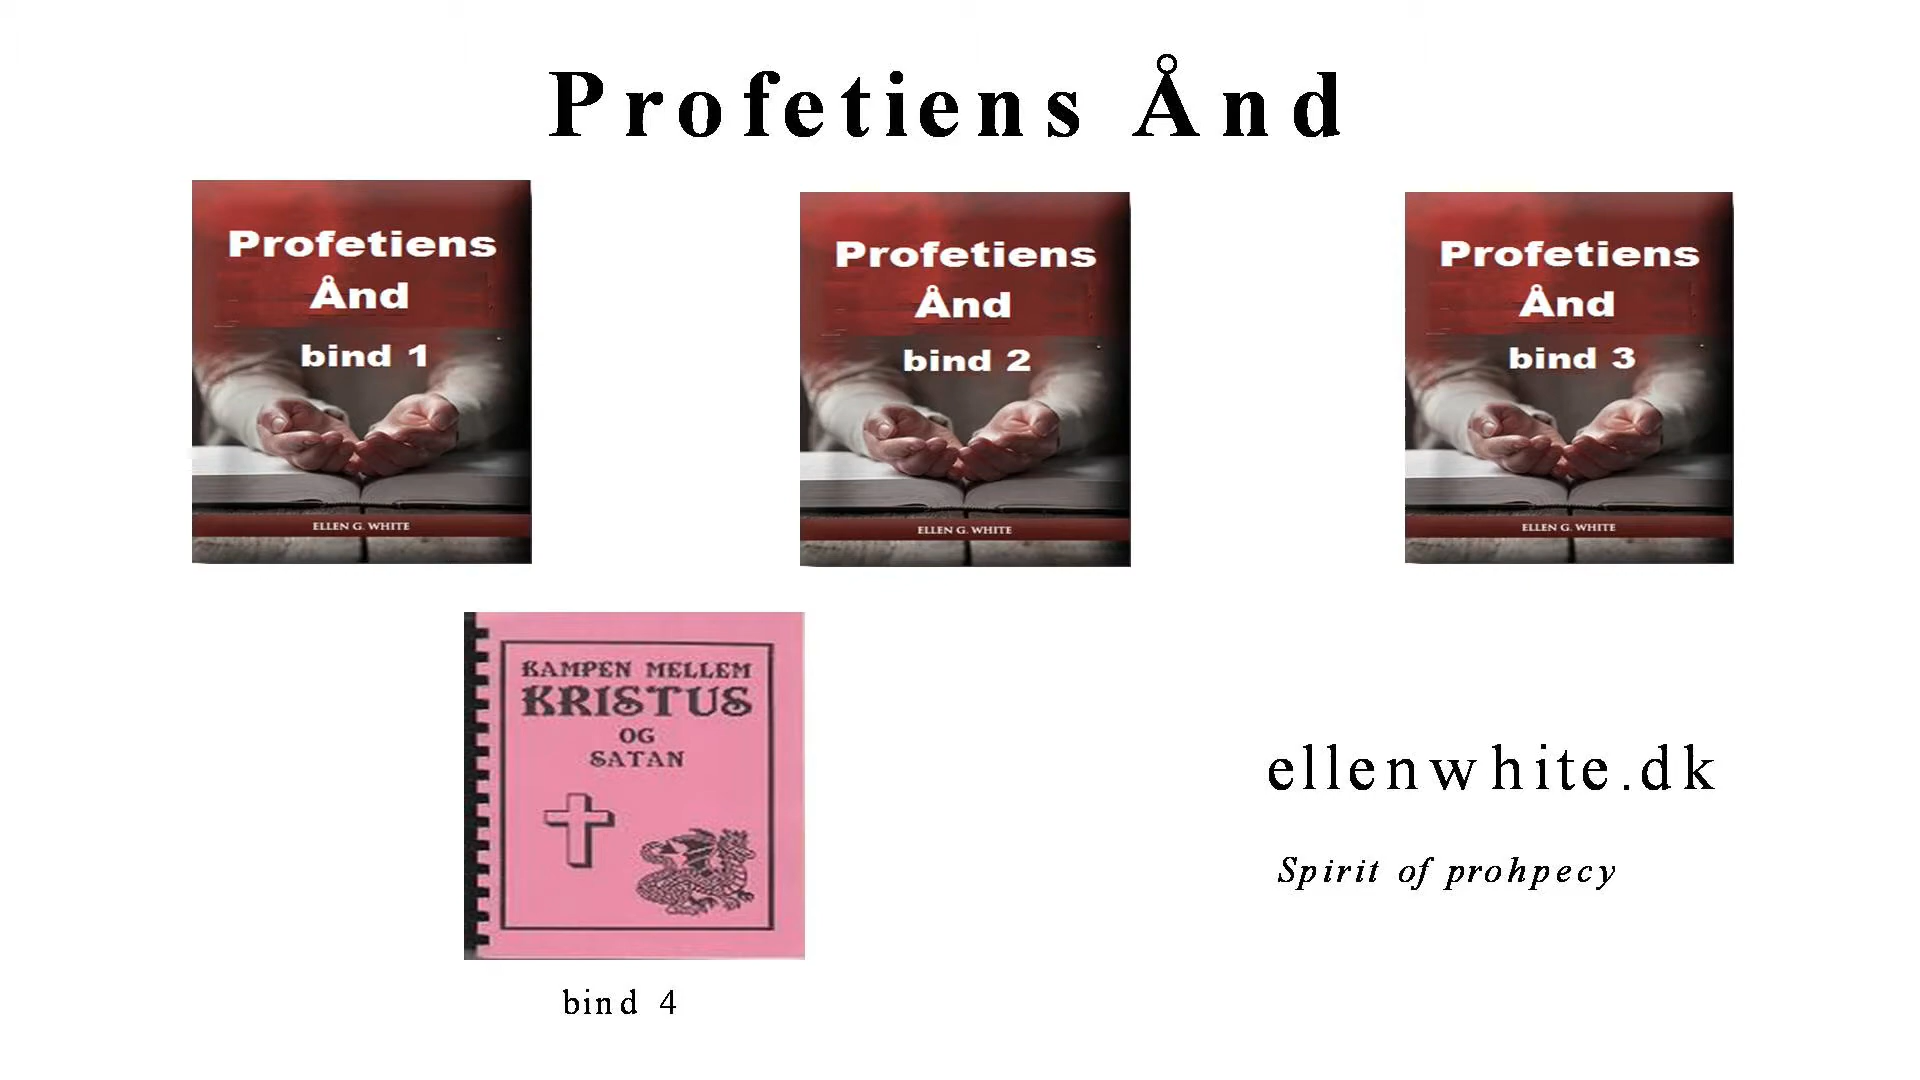 Profetiens Ånd
Profetiens
Ånd
bind 1
ELLEN G. WHITE
Profetiens
Ånd
bind 2
ELLEN G. WHITE
Profetiens
Ånd
bind 3
ELLEN G. WHITE
KAMPEN MELLEM
KRISTUS
OG
SATAN
bind 4
ellenwhite.dk
Spirit of prohpecy